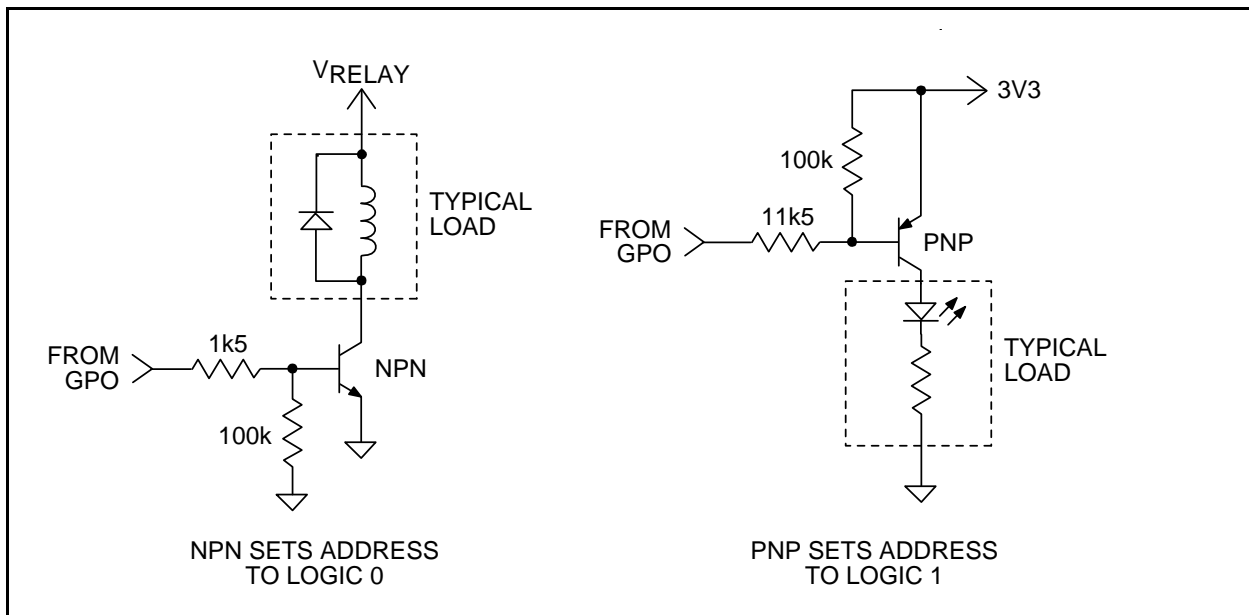 VRELAY
TYPICAL
LOAD
1k5
FROM
GPO
NPN
100k
NPN SETS ADDRESS
TO LOGIC 0
3V3
100k
11k5
FROM
GPO
PNP
TYPICAL
LOAD
PNP SETS ADDRESS
TO LOGIC 1